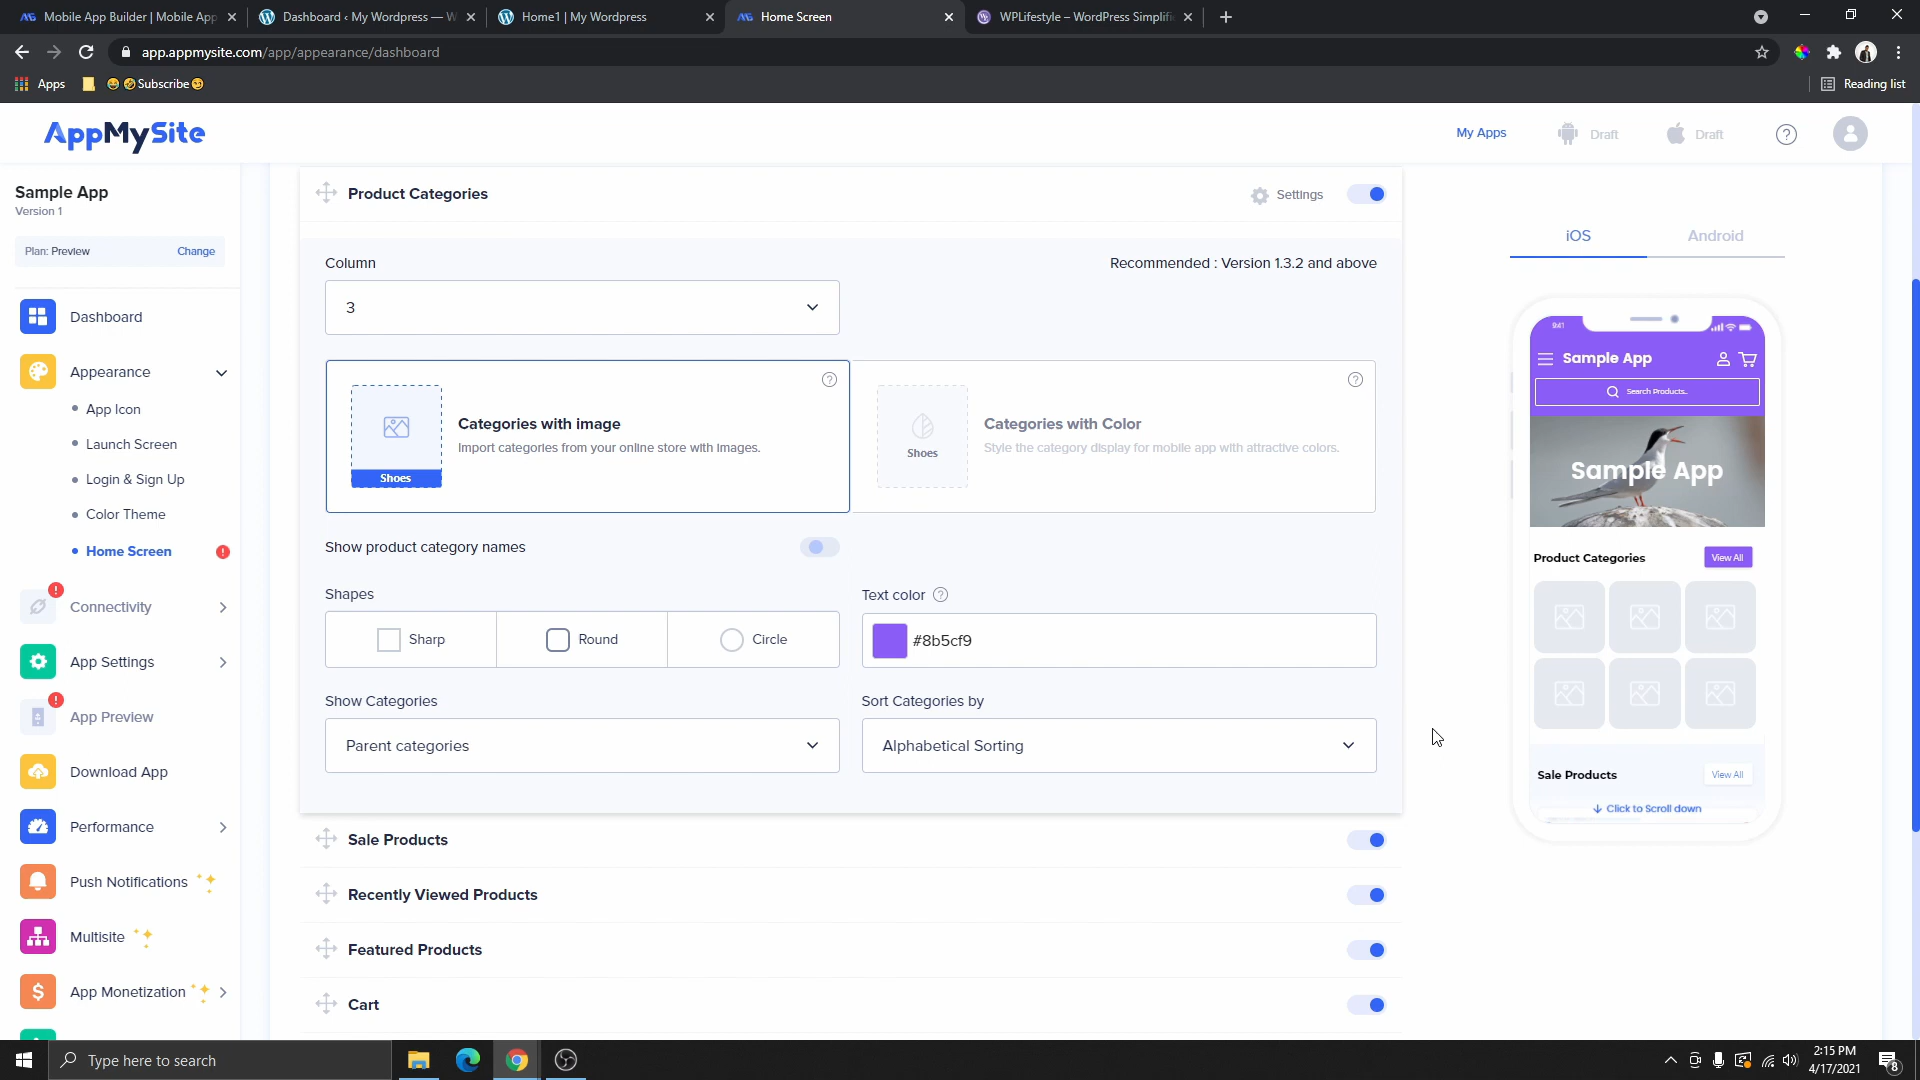 Mobile App Builder | Mobile App
Dashboard ‹ My Wordpress — W
Home1 | My Wordpress
Home Screen
WPLifestyle – WordPress Simplifi
app.appmysite.com/app/appearance/dashboard
Apps
😄🤣Subscribe😏
Reading list
AppMySite
My Apps
Draft
Draft
Sample App
Version 1
Plan: Preview
Change
Dashboard
Appearance
App Icon
Launch Screen
Login & Sign Up
Color Theme
Home Screen
Connectivity
App Settings
App Preview
Download App
Performance
Push Notifications
Multisite
App Monetization
Product Categories
Settings
Column
Recommended : Version 1.3.2 and above
3
Shoes
Categories with image
Import categories from your online store with images.
Shoes
Categories with Color
Style the category display for mobile app with attractive colors.
Show product category names
Shapes
Sharp
Round
Circle
Text color
#8b5cf9
Show Categories
Parent categories
Sort Categories by
Alphabetical Sorting
Sale Products
Recently Viewed Products
Featured Products
Cart
iOS
Android
9:41
Sample App
Search Products..
Sample App
Product Categories
View All
Sale Products
View All
Click to Scroll down
Type here to search
2:15 PM
4/17/2021
8